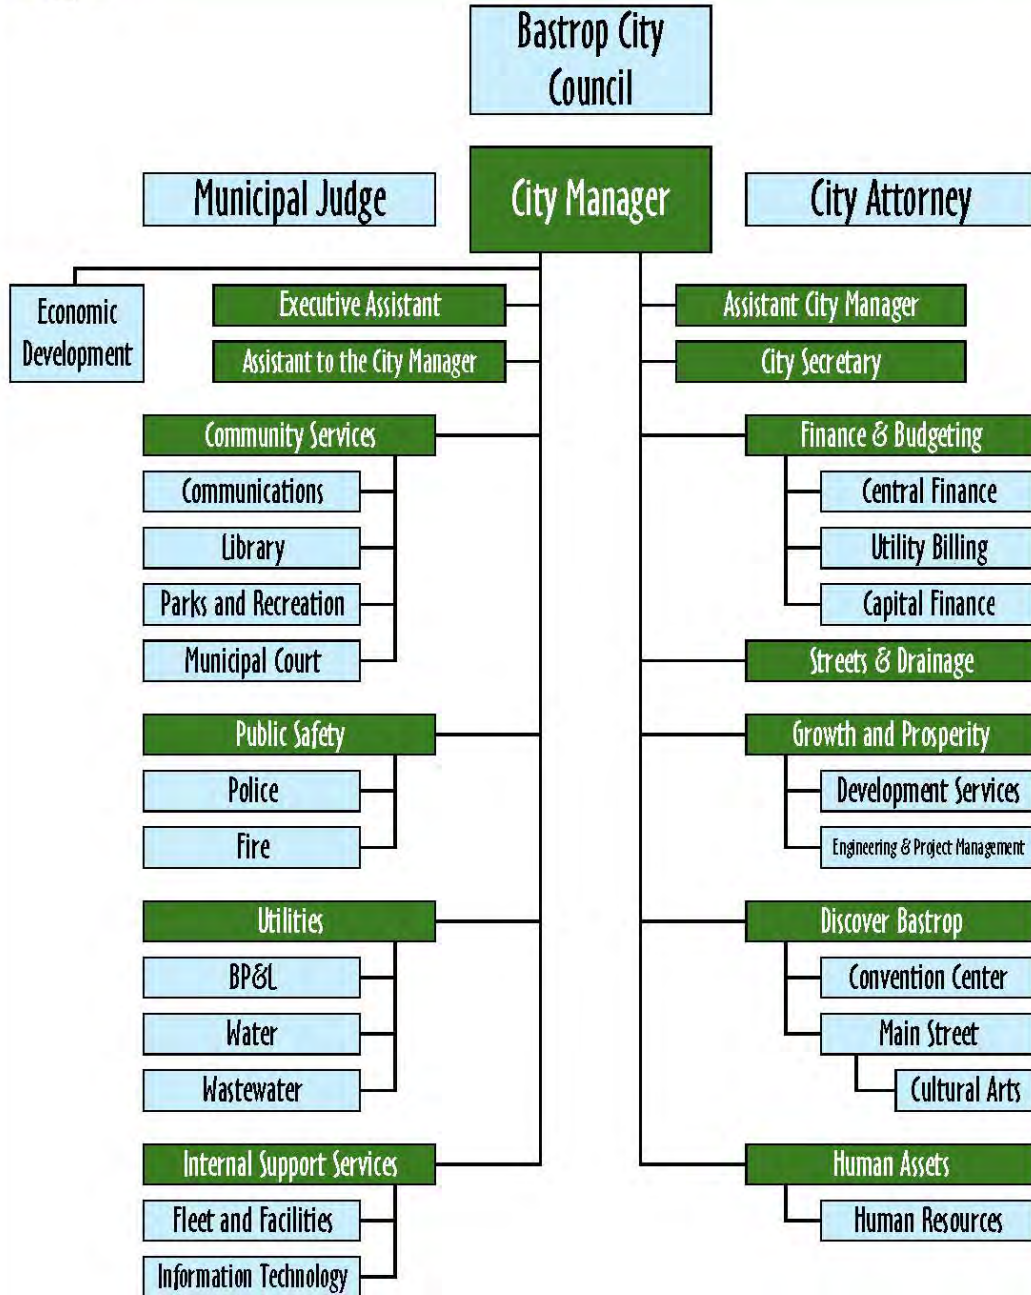 Bastrop City
Council
Municipal Judge
City Manager
City Attorney
Economic
Development
Executive Assistant
Assistant City Manager
Assistant to the City Manager
City Secretary
Community Services
Communications
Library
Parks and Recreation
Municipal Court
Finance & Budgeting
Central Finance
Utility Billing
Capital Finance
Streets & Drainage
Public Safety
Police
Fire
Growth and Prosperity
Development Services
Engineering & Project Management
Utilities
BP&L
Water
Wastewater
Discover Bastrop
Convention Center
Main Street
Cultural Arts
Internal Support Services
Fleet and Facilities
Information Technology
Human Assets
Human Resources